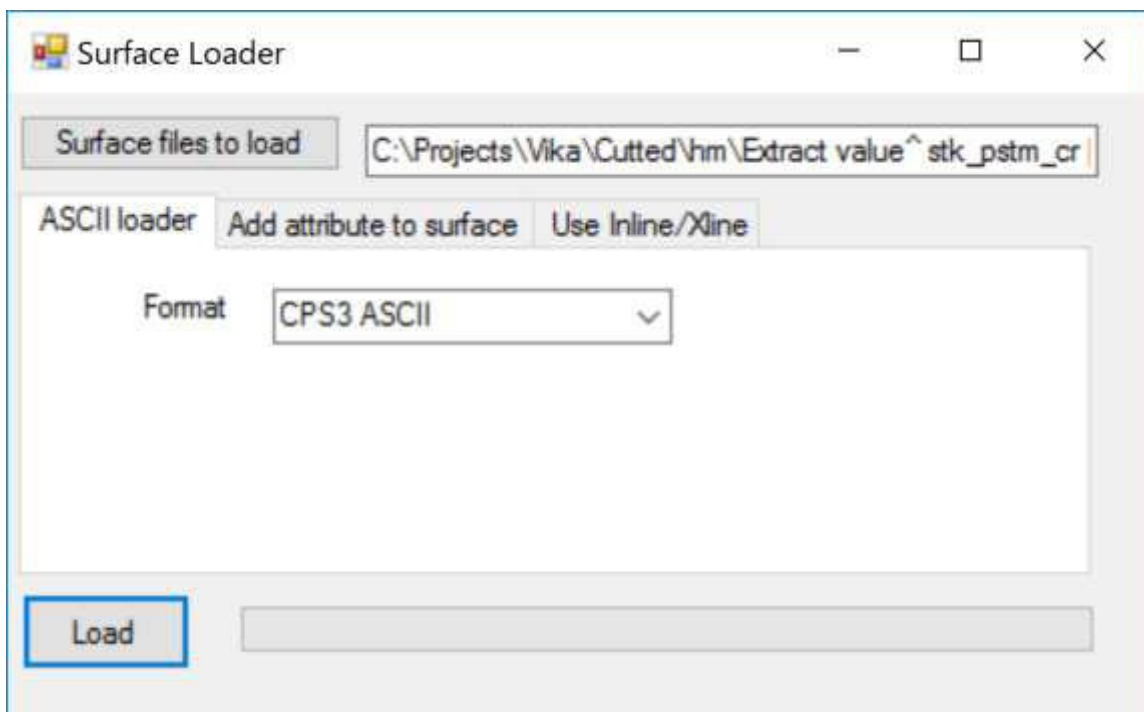 Surface Loader
Surface files to load C:\Projects\Vika\Cutted\hm\Extract value^ stk_pstm_cr
ASCII loader Add attribute to surface Use Inline/Xline
Format CPS3 ASCII
Load